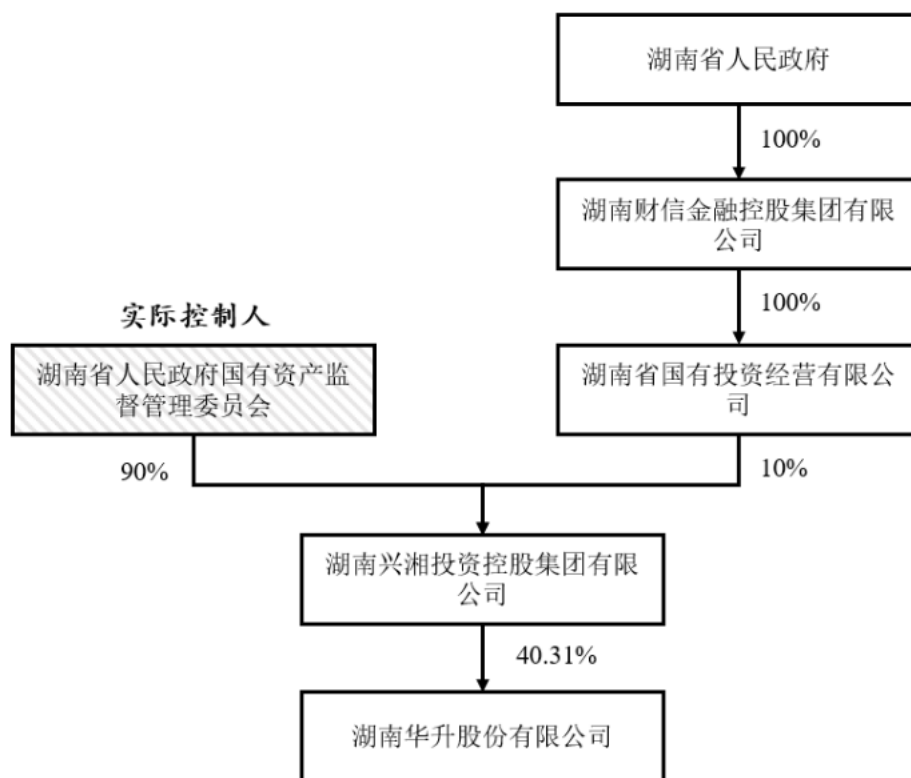 湖南省人民政府
100%
湖南财信金融控股集团有限
公司
100%
实际控制人
湖南省人民政府国有资产监
督管理委员会
湖南省国有投资经营有限公
司
90%
10%
湖南兴湘投资控股集团有限
公司
40.31%
湖南华升股份有限公司